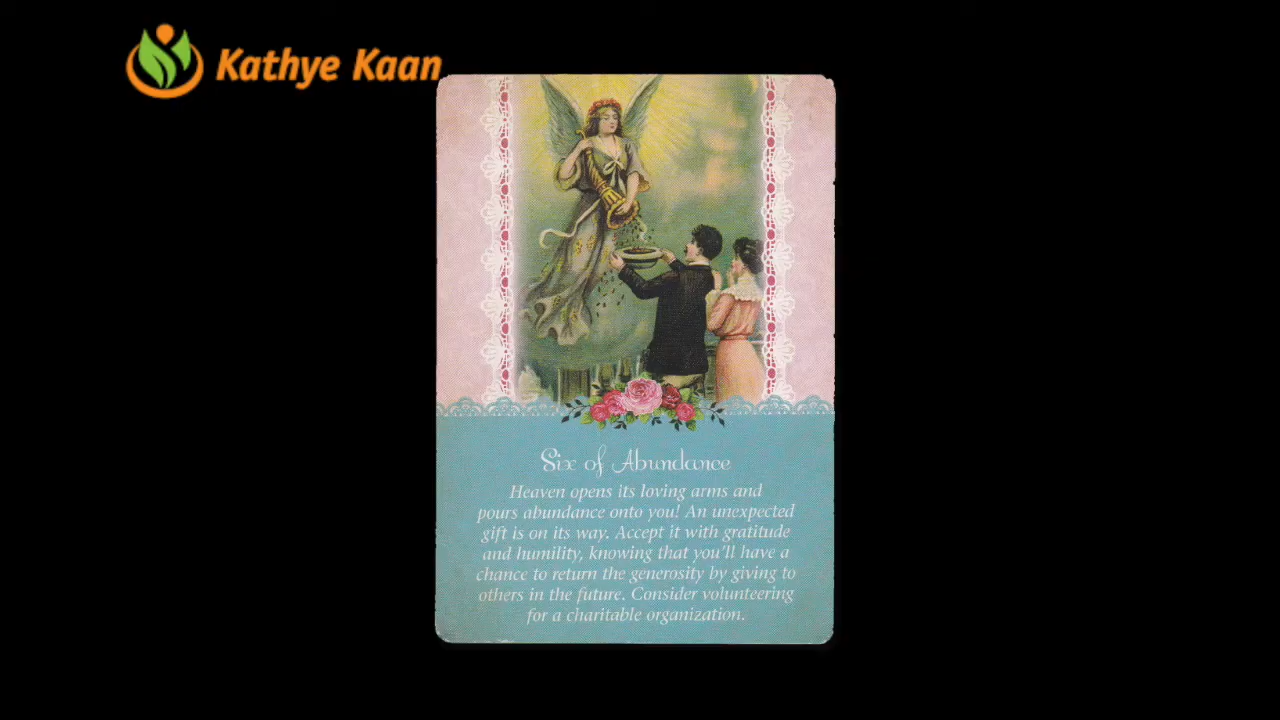 Kathye Kaan
Six of Abundance
Heaven opens its loving arms and
pours abundance onto you! An unexpected
gift is on its way. Accept it with gratitude
and humility, knowing that you'll have a
chance to return the generosity by giving to
others in the future. Consider volunteering
for a charitable organization.